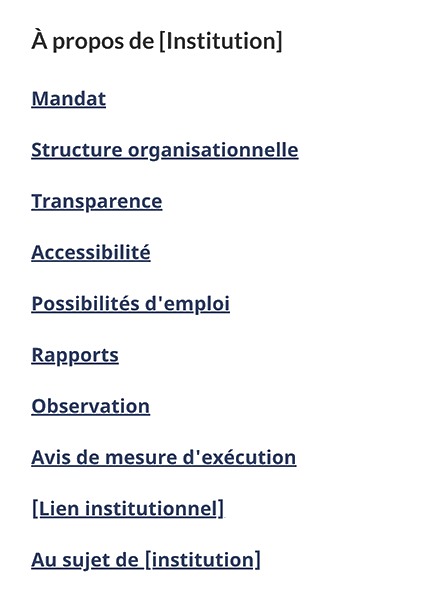 À propos de [Institution]
Mandat
Structure organisationnelle
Transparence
Accessibilité
Possibilités d'emploi
Rapports
Observation
Avis de mesure d'exécution
[Lien institutionnel]
Au sujet de [institution]